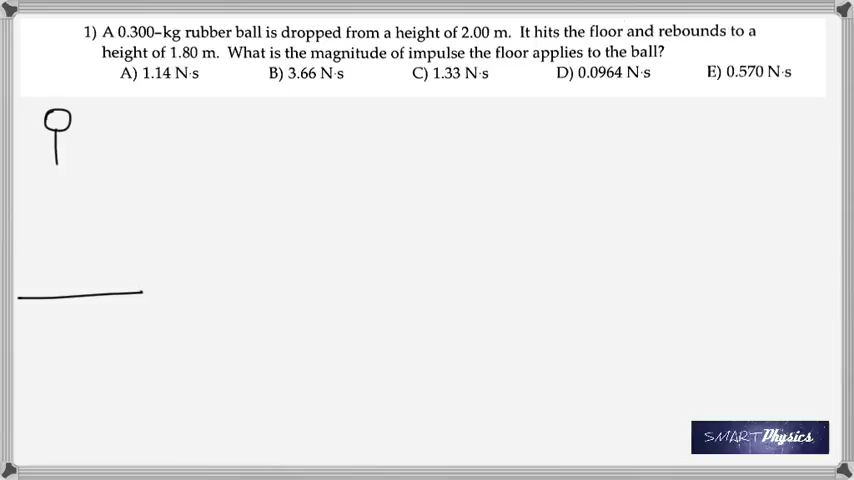 1) A 0.300-kg rubber ball is dropped from a height of 2.00 m. It hits the floor and rebounds to a
height of 1.80 m. What is the magnitude of impulse the floor applies to the ball?
A) 1.14 N·s B) 3.66 N·s C) 1.33 N·s D) 0.0964 N·s E) 0.570 N·s
SMARTPhysics